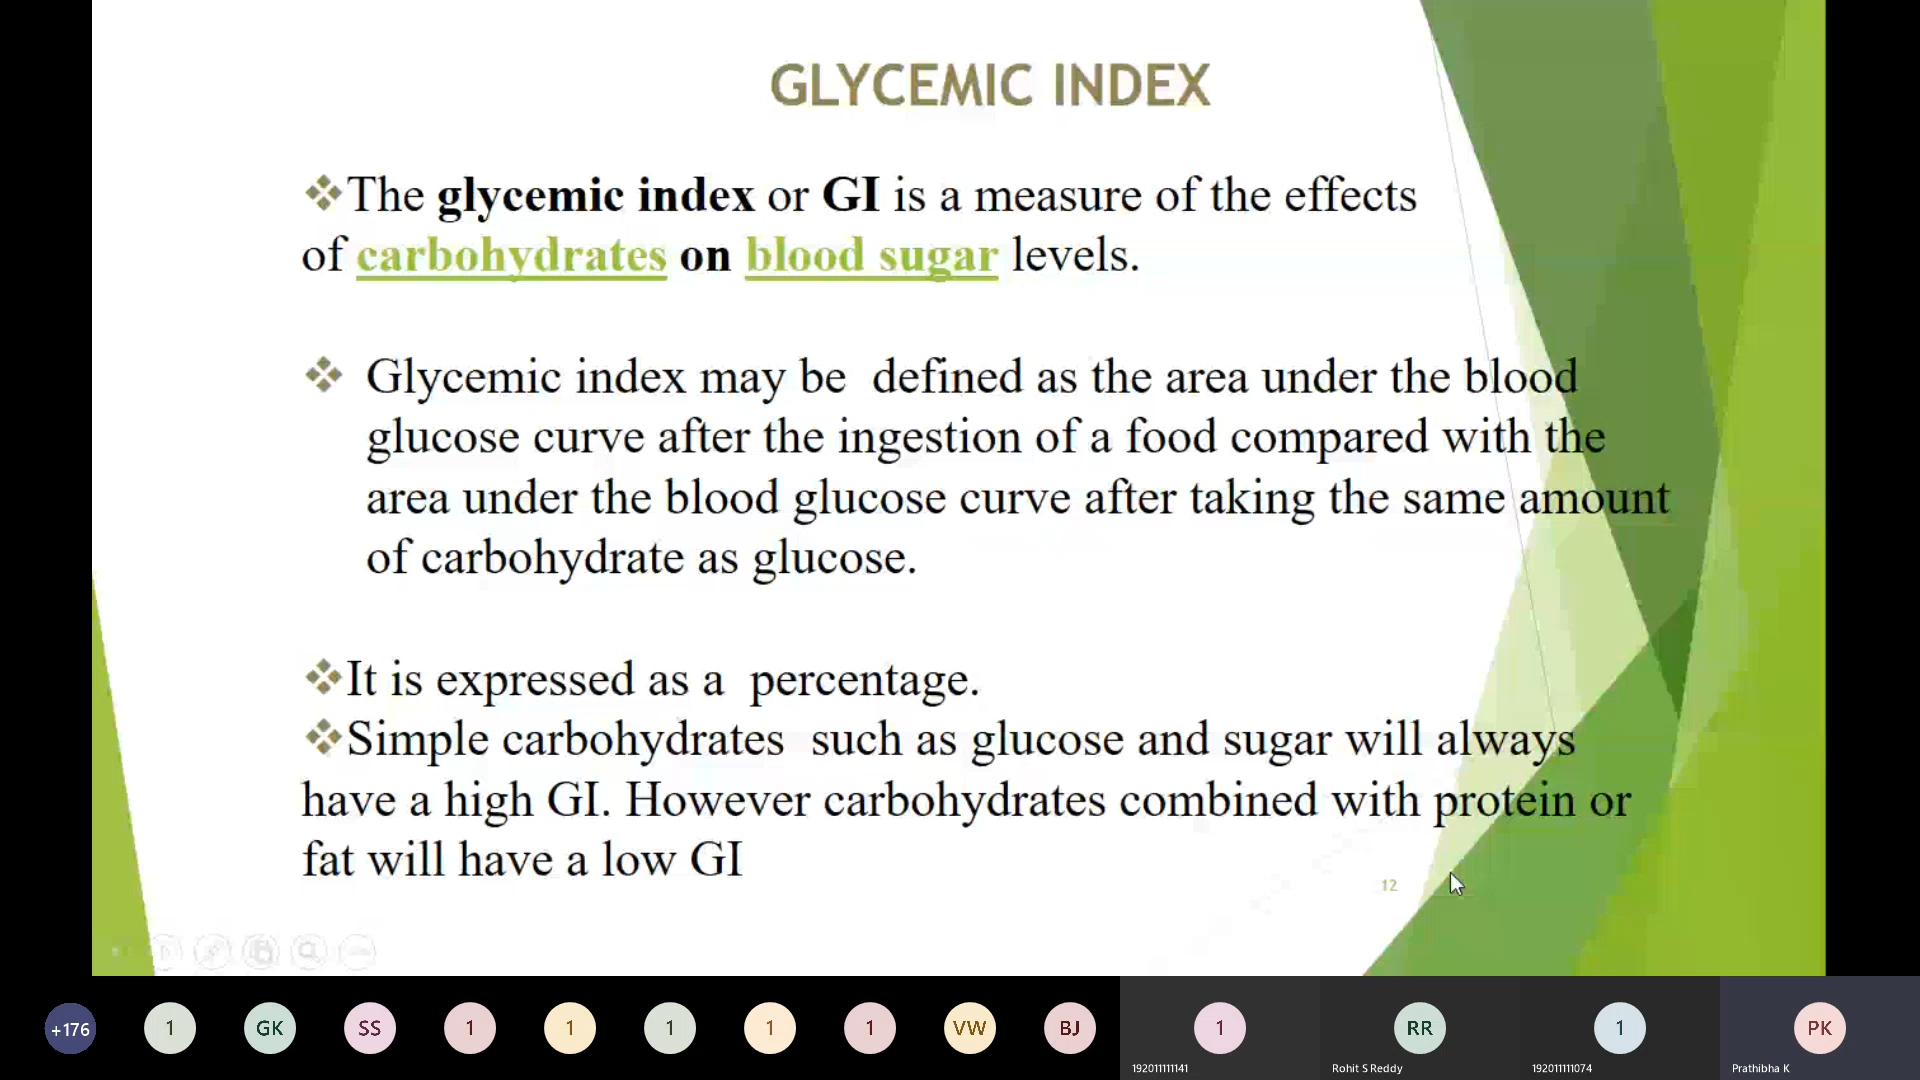 GLYCEMIC INDEX
The glycemic index or GI is a measure of the effects
of carbohydrates on blood sugar levels.
Glycemic index may be  defined as the area under the blood
glucose curve after the ingestion of a food compared with the
area under the blood glucose curve after taking the same amount
of carbohydrate as glucose.
It is expressed as a  percentage.
Simple carbohydrates  such as glucose and sugar will always
have a high GI. However carbohydrates combined with protein or
fat will have a low GI
12
+176
1
GK
SS
1
1
1
1
1
VW
BJ
1
RR
1
PK
192011111141
Rohit S Reddy
192011111074
Prathibha K